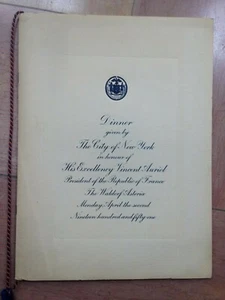 Dinner
given by
The City of New York
in honour of
His Excellency Vincent Auriol
President of the Republic of France
The Waldorf Astoria
Monday, April the second
Nineteen hundred and fifty-one